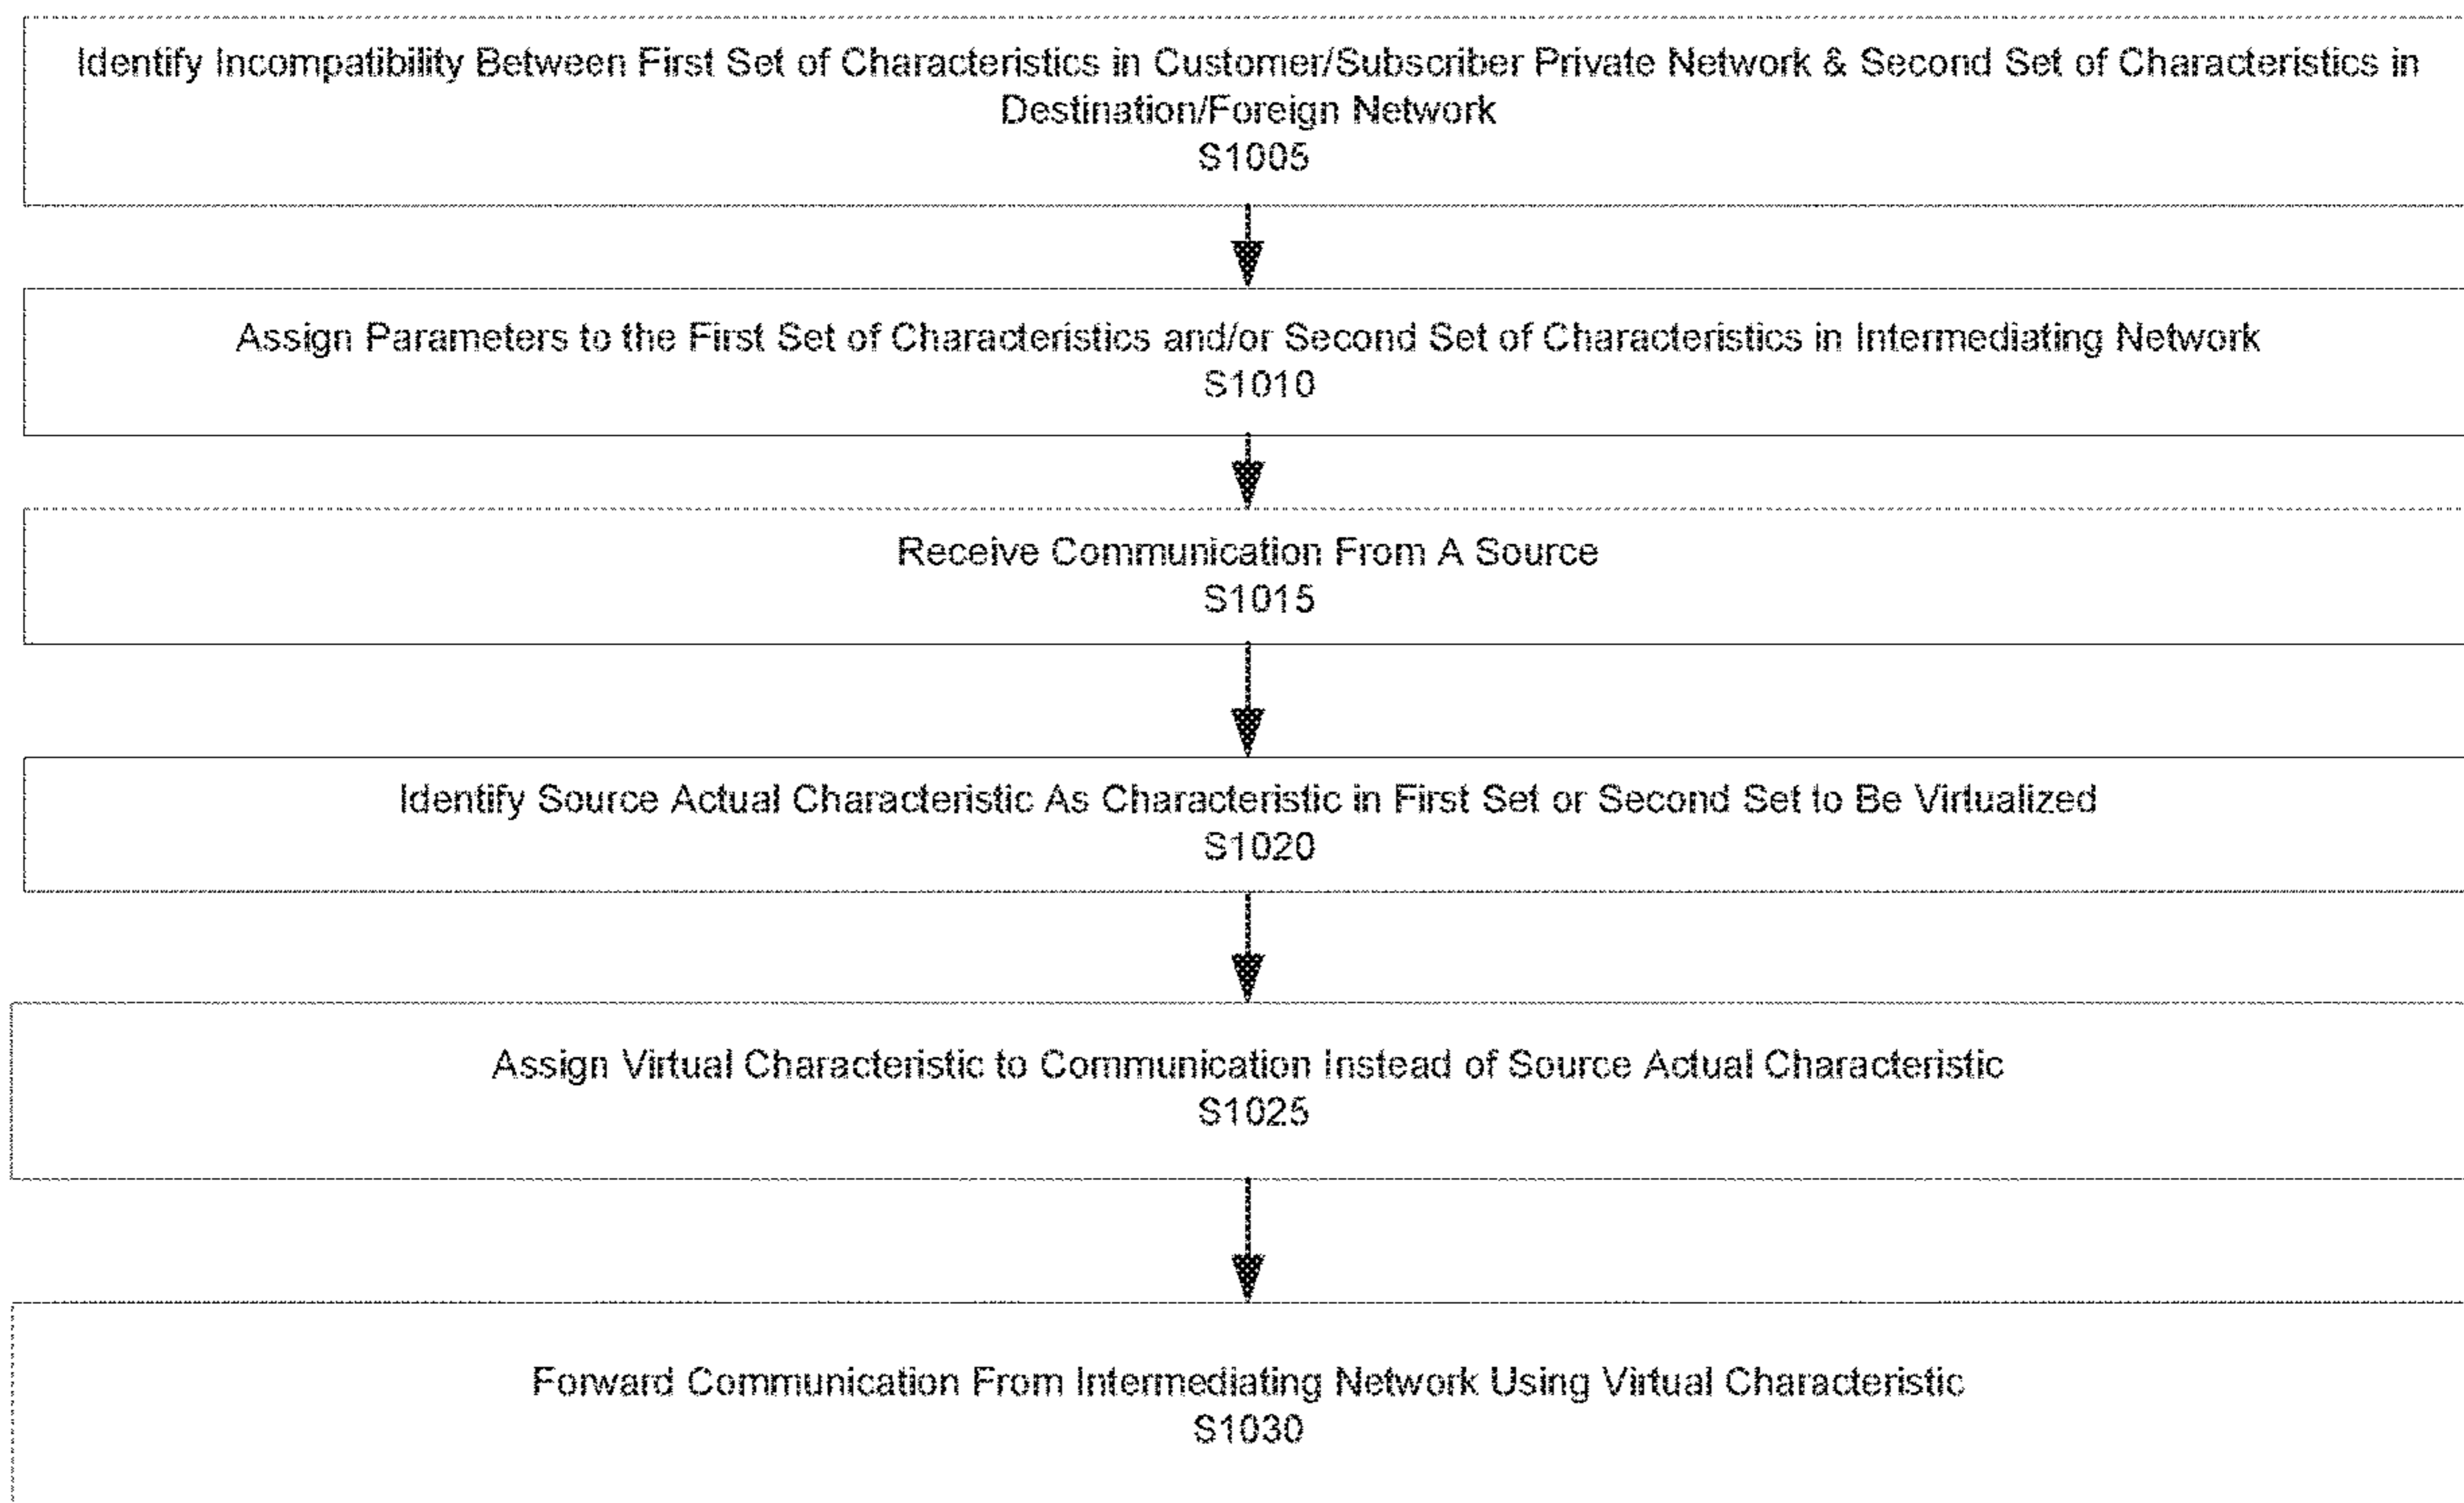 Identify Incompatibility Between First Set of Characteristics in Customer/Subscriber Private Network & Second Set of Characteristics in
Destination/Foreign Network
S1005
Assign Parameters to the First Set of Characteristics and/or Second Set of Characteristics in Intermediating Network
S1010
Receive Communication From A Source
S1015
Identify Source Actual Characteristic As Characteristic in First Set or Second Set to Be Virtualized
S1020
Assign Virtual Characteristic to Communication Instead of Source Actual Characteristic
S1025
Forward Communication From Intermediating Network Using Virtual Characteristic
S1030